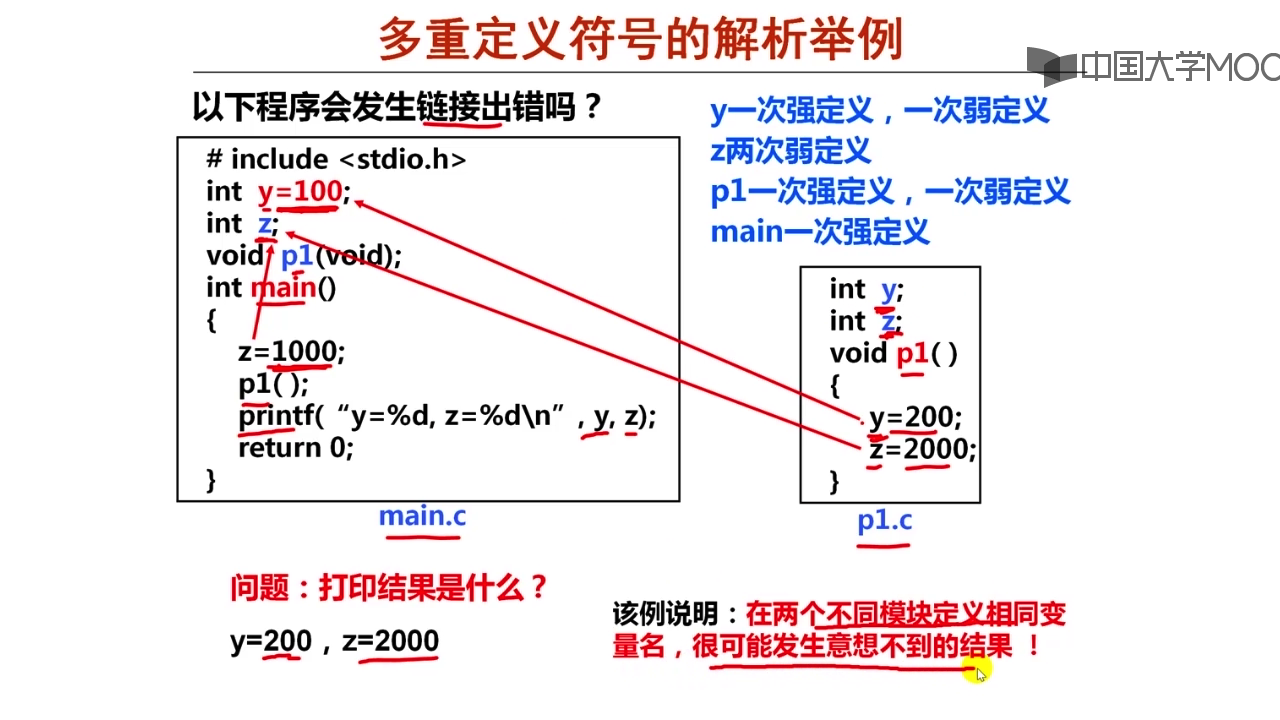 多重定义符号的解析举例
中国大学MOO
以下程序会发生链接出错吗？
# include <stdio.h>
int y=100;
int z;
void p1(void);
int main()
{
z=1000;
p1( );
printf(“y=%d, z=%d\n”, y, z);
return 0;
}
main.c
y一次强定义，一次弱定义
z两次弱定义
p1一次强定义，一次弱定义
main一次强定义
int y;
int z;
void p1( )
{
y=200;
z=2000;
}
p1.c
问题：打印结果是什么？
y=200，z=2000
该例说明：在两个不同模块定义相同变
量名，很可能发生意想不到的结果 ！